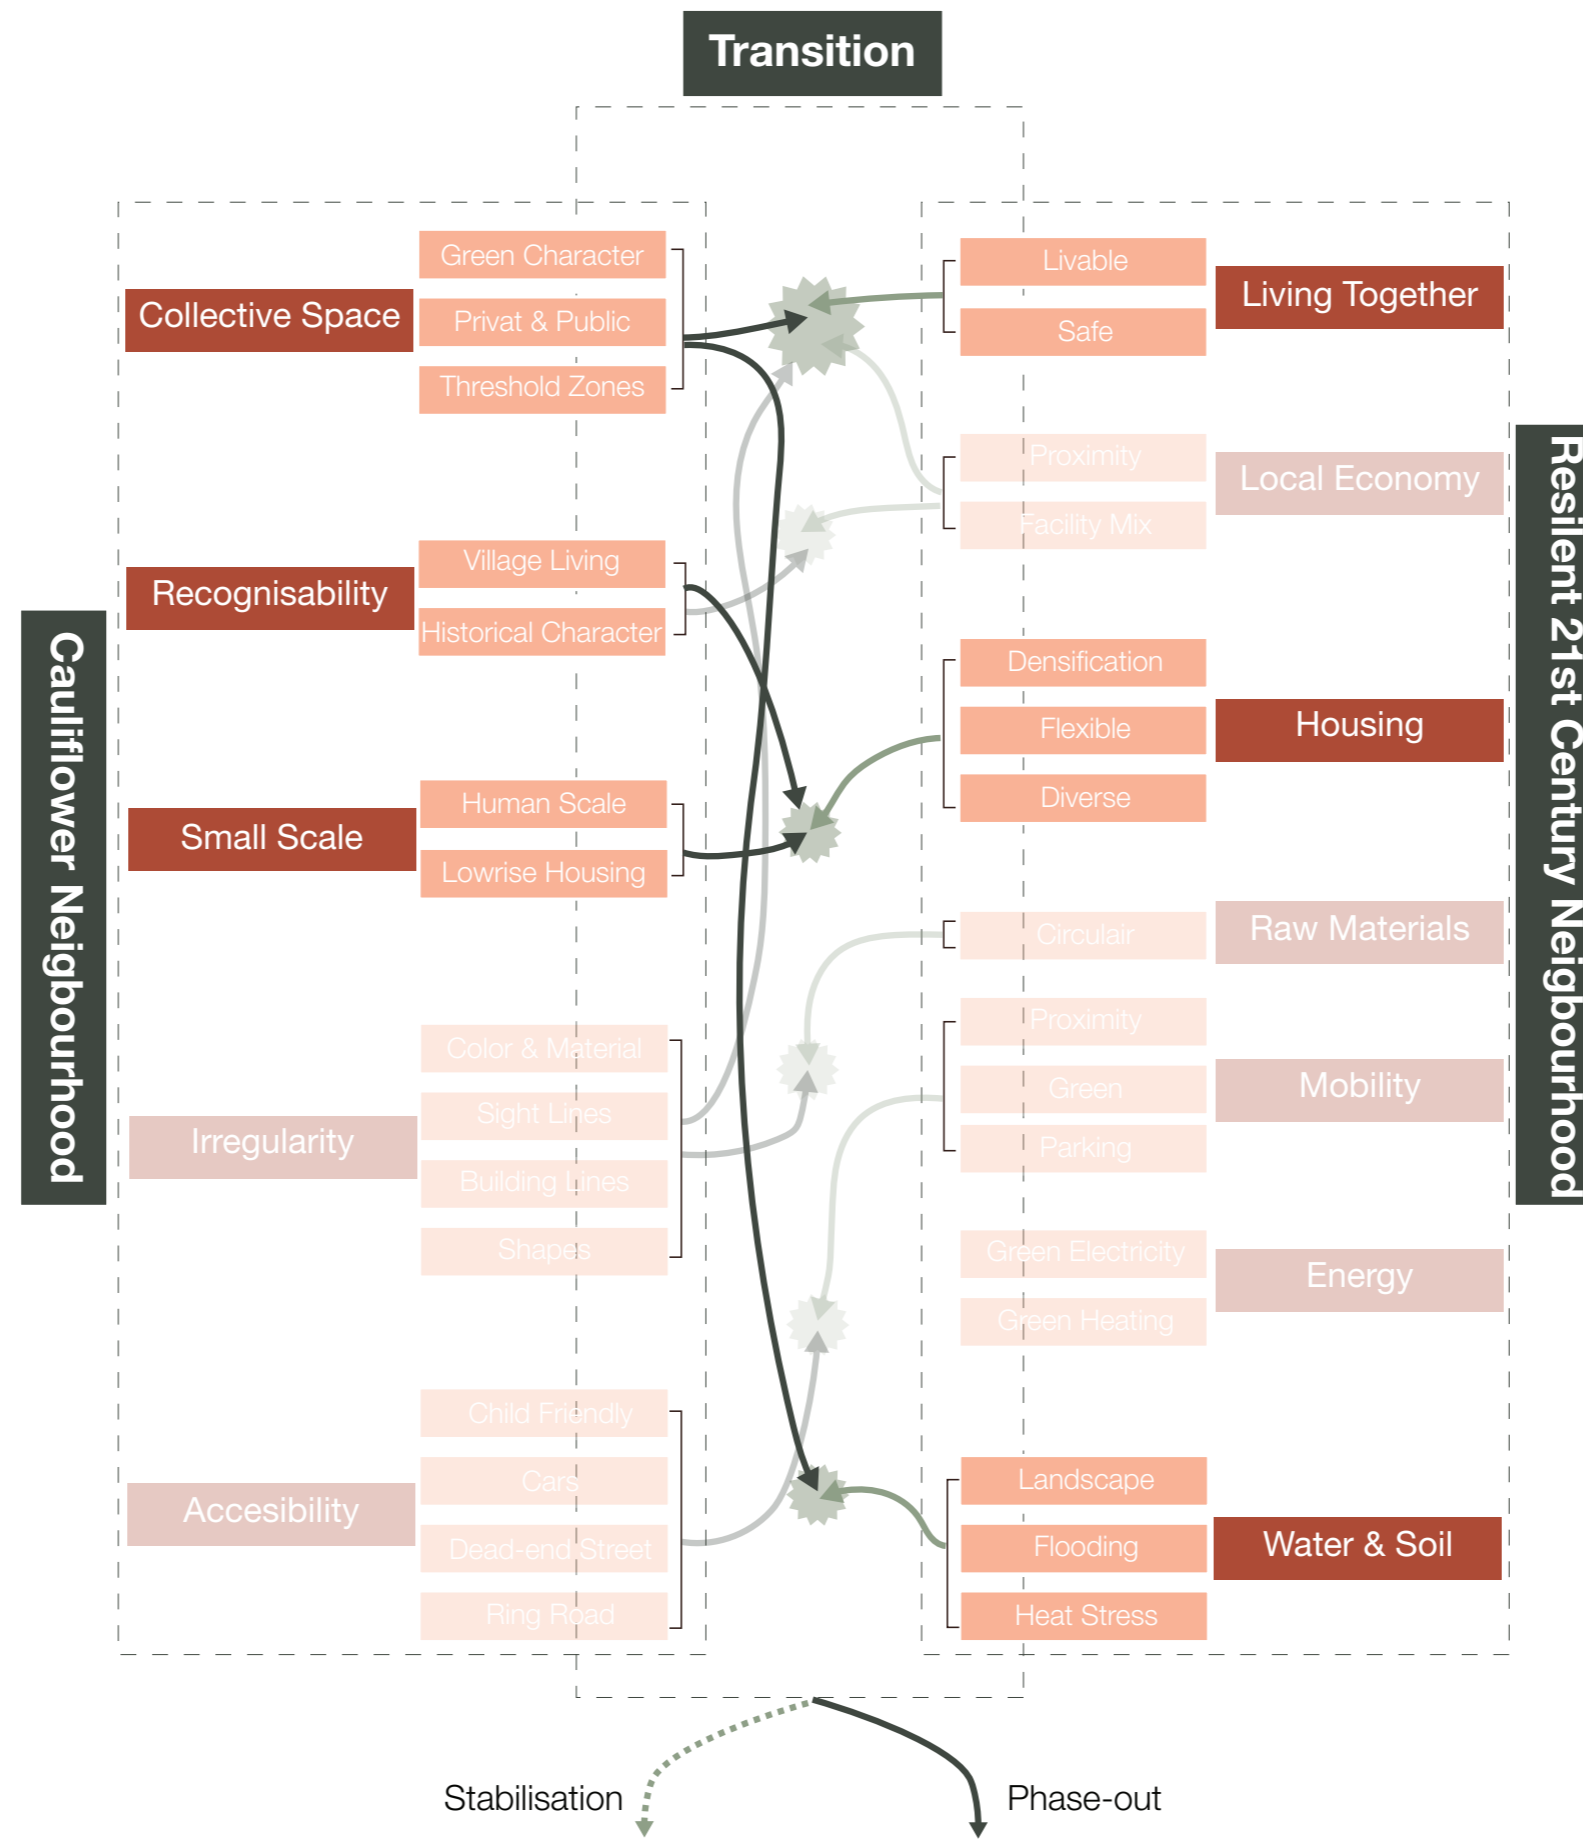 Transition
Cauliflower Neigbourhood
Collective Space
Green Character
Privat & Public
Threshold Zones
Recognisability
Village Living
Historical Character
Small Scale
Human Scale
Lowrise Housing
Irregularity
Color & Material
Sight Lines
Building Lines
Shapes
Accesibility
Child Friendly
Cars
Dead-end Street
Ring Road
Livable
Safe
Living Together
Proximity
Facility Mix
Local Economy
Densification
Flexible
Diverse
Housing
Circulair
Raw Materials
Proximity
Green
Parking
Mobility
Green Electricity
Green Heating
Energy
Landscape
Flooding
Heat Stress
Water & Soil
Resilent 21st Century Neigbourhood
Stabilisation
Phase-out